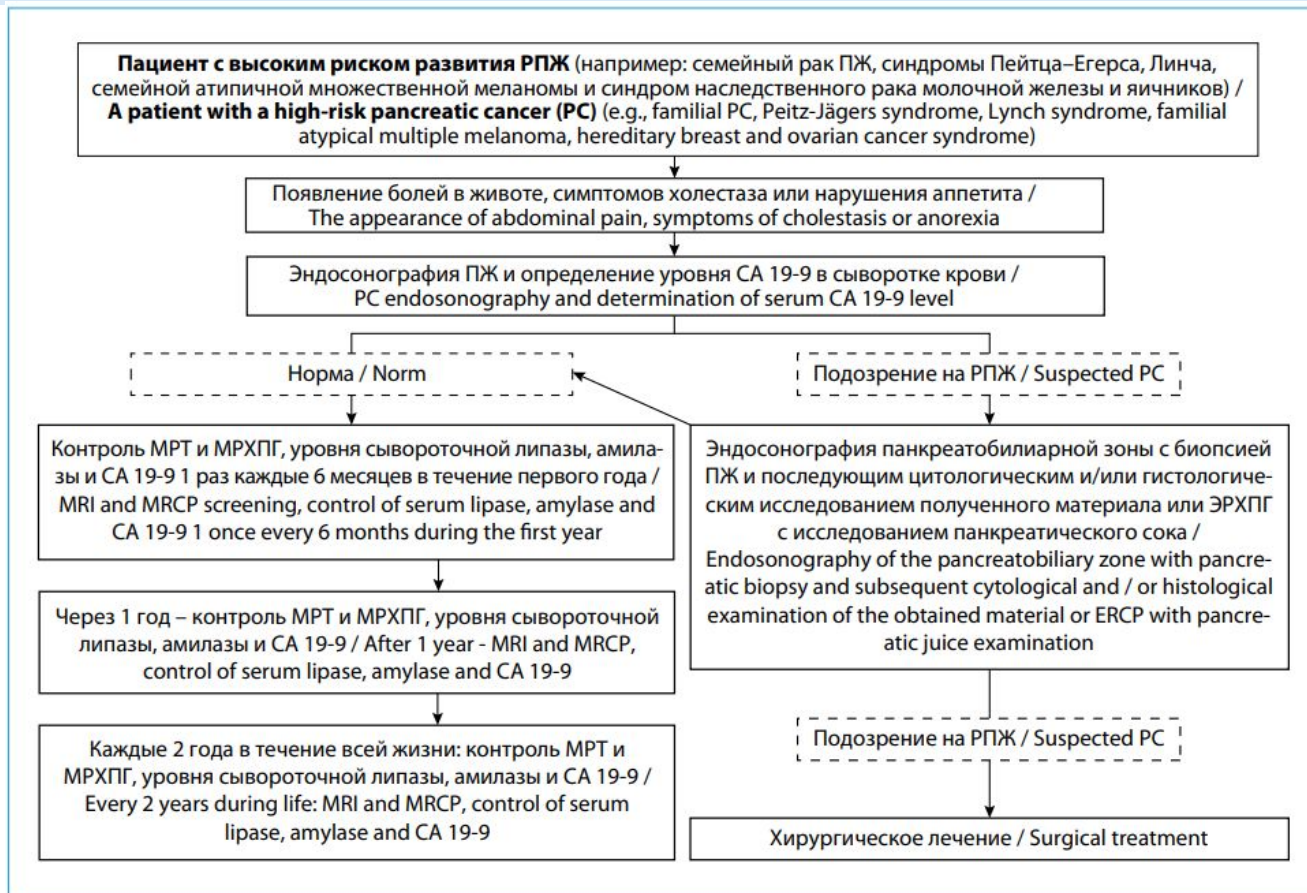 Пациент с высоким риском развития РПЖ (например: семейный рак ПЖ, синдромы Пейтца–Егерса, Линча,
семейной атипичной множественной меланомы и синдром наследственного рака молочной железы и яичников) /
A patient with a high-risk pancreatic cancer (PC) (e.g., familial PC, Peitz-Jägers syndrome, Lynch syndrome, familial
atypical multiple melanoma, hereditary breast and ovarian cancer syndrome)
Появление болей в животе, симптомов холестаза или нарушения аппетита /
The appearance of abdominal pain, symptoms of cholestasis or anorexia
Эндосонография ПЖ и определение уровня СА 19-9 в сыворотке крови /
PC endosonography and determination of serum CA 19-9 level
Норма / Norm
Контроль МРТ и МРХПГ, уровня сывороточной липазы, амила-
зы и СА 19-9 1 раз каждые 6 месяцев в течение первого года /
MRI and MRCP screening, control of serum lipase, amylase and
CA 19-9 1 once every 6 months during the first year
Через 1 год – контроль МРТ и МРХПГ, уровня сывороточной
липазы, амилазы и СА 19-9 / After 1 year - MRI and MRCP,
control of serum lipase, amylase and CA 19-9
Каждые 2 года в течение всей жизни: контроль МРТ и
МРХПГ, уровня сывороточной липазы, амилазы и СА 19-9 /
Every 2 years during life: MRI and MRCP, control of serum
lipase, amylase and CA 19-9
Подозрение на РПЖ / Suspected PC
Эндосонография панкреатобилиарной зоны с биопсией
ПЖ и последующим цитологическим и/или гистологиче-
ским исследованием полученного материала или ЭРХПГ
с исследованием панкреатического сока /
Endosonography of the pancreatobiliary zone with pancre-
atic biopsy and subsequent cytological and / or histological
examination of the obtained material or ERCP with pancre-
atic juice examination
Подозрение на РПЖ / Suspected PC
Хирургическое лечение / Surgical treatment